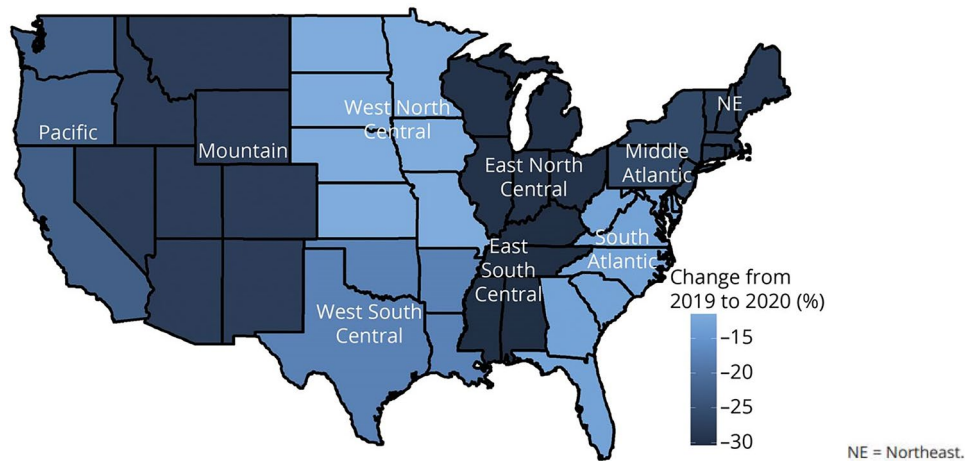 Pacific
Mountain
West North
Central
East North
Central
NE
Middle
Atlantic
South
Atlantic
East
South
Central
West South
Central
Change from
2019 to 2020 (%)
–15
–20
–25
–30
NE = Northeast.